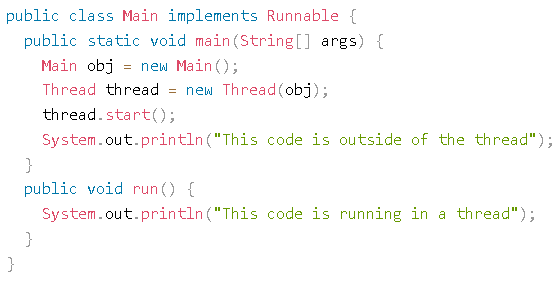 public class Main implements Runnable {
  public static void main(String[] args) {
    Main obj = new Main();
    Thread thread = new Thread(obj);
    thread.start();
    System.out.println("This code is outside of the thread");
  }
  public void run() {
    System.out.println("This code is running in a thread");
  }
}